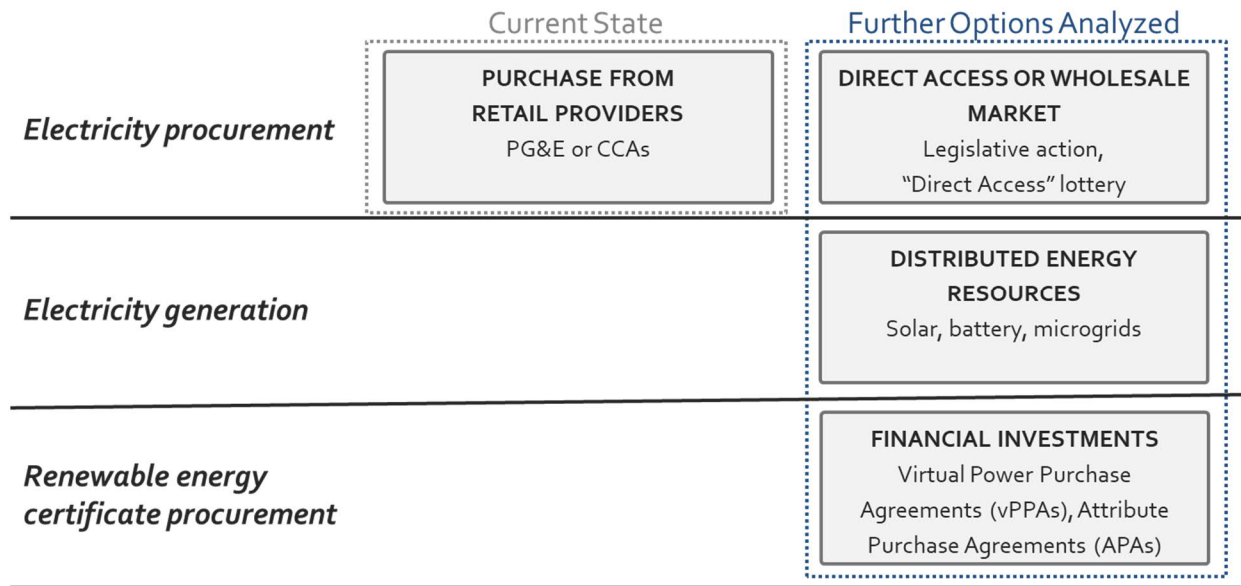 Current State
Further Options Analyzed
Electricity procurement
PURCHASE FROM
RETAIL PROVIDERS
PG&E or CCAs
DIRECT ACCESS OR WHOLESALE
MARKET
Legislative action,
“Direct Access” lottery
Electricity generation
DISTRIBUTED ENERGY
RESOURCES
Solar, battery, microgrids
Renewable energy
certificate procurement
FINANCIAL INVESTMENTS
Virtual Power Purchase
Agreements (vPPAs), Attribute
Purchase Agreements (APAs)